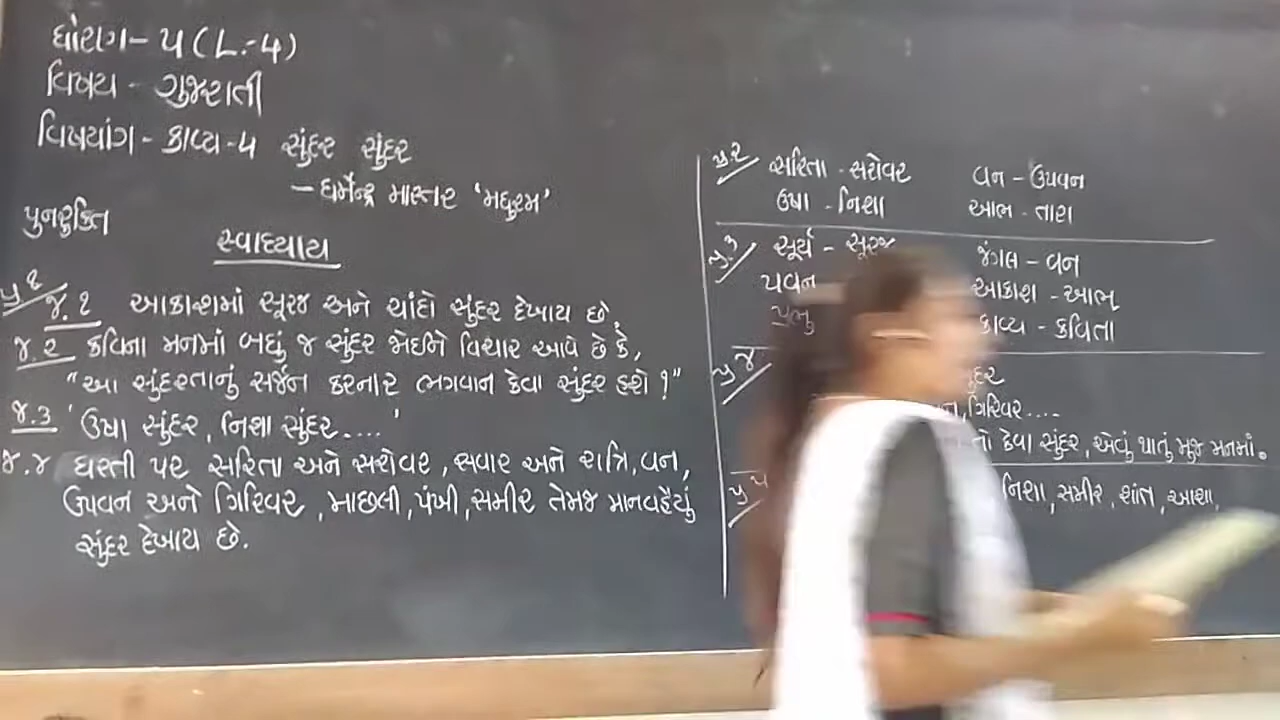 ધોરણ - ૫ ( L.-4 )
વિષય - ગુજરાતી
વિષયાંગ - કાવ્ય-૪ સુંદર સુંદર
- ધર્મેન્દ્ર માસ્તર 'મધુરમ'
પુનરુક્તિ
સ્વાધ્યાય
પ્ર ૧
જ.૧ આકાશમાં સૂરજ અને ચાંદો સુંદર દેખાય છે.
જ.૨ કવિના મનમાં બધું જ સુંદર જોઈને વિચાર આવે છે કે,
"આ સુંદરતાનું સર્જન કરનાર ભગવાન કેવા સુંદર હશે ?"
જ.૩ 'ઉષા સુંદર, નિશા સુંદર....'
જ.૪ ધરતી પર સરિતા અને સરોવર, સવાર અને રાત્રિ, વન,
ઉપવન અને ગિરિવર, માછલી, પંખી, સમીર તેમજ માનવહૈયું
સુંદર દેખાય છે.
પ્ર.૨ સરિતા - સરોવર વન - ઉપવન
ઉષા - નિશા આભ - તારા
પ્ર.૩ સૂર્ય - સૂરજ જંગલ - વન
પવન આકાશ - આભ
પ્રભુ કાવ્ય - કવિતા
પ્ર ૪
ગિરિવર....
કેવા સુંદર, એવું થાતું મુજ મનમાં.
પ્ર ૫ નિશા, સમીર, શાંત, આશા,